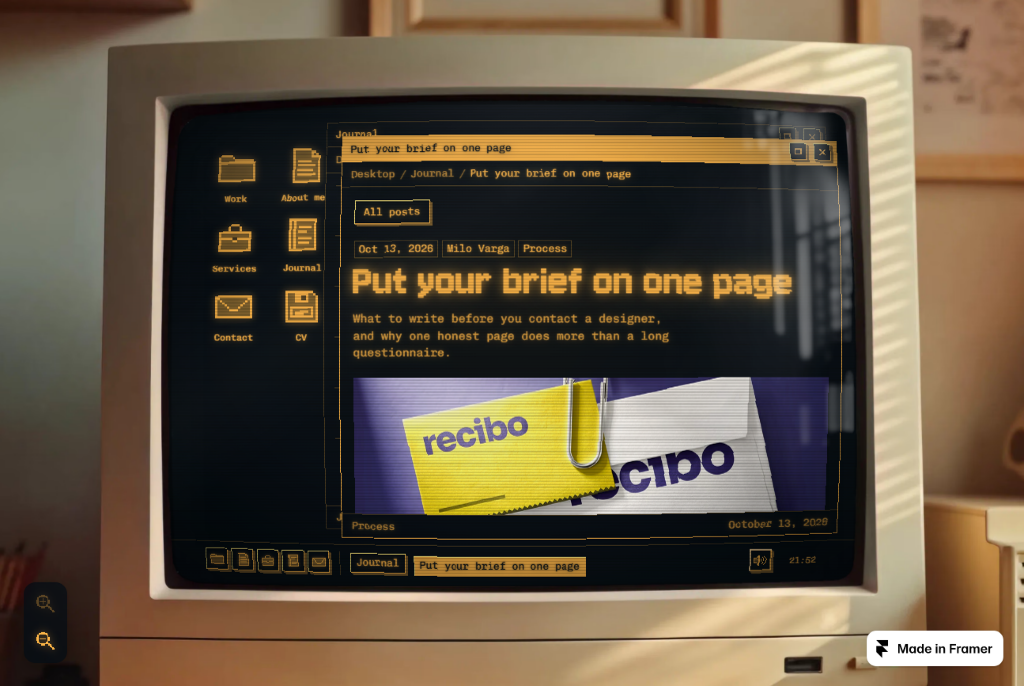 Journal
Put your brief on one page
Desktop / Journal / Put your brief on one page
Work
About me
All posts
Services
Journal
Oct 13, 2026
Milo Varga
Process
Put your brief on one page
Contact
CV
What to write before you contact a designer,
and why one honest page does more than a long
questionnaire.
recibo
recibo
Process
October 13, 2026
Journal
Put your brief on one page
21:52
Made in Framer